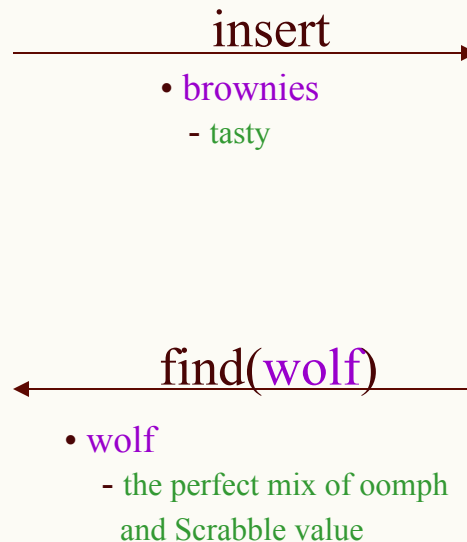 insert
• brownies
- tasty
find(wolf)
• wolf
- the perfect mix of oomph
and Scrabble value